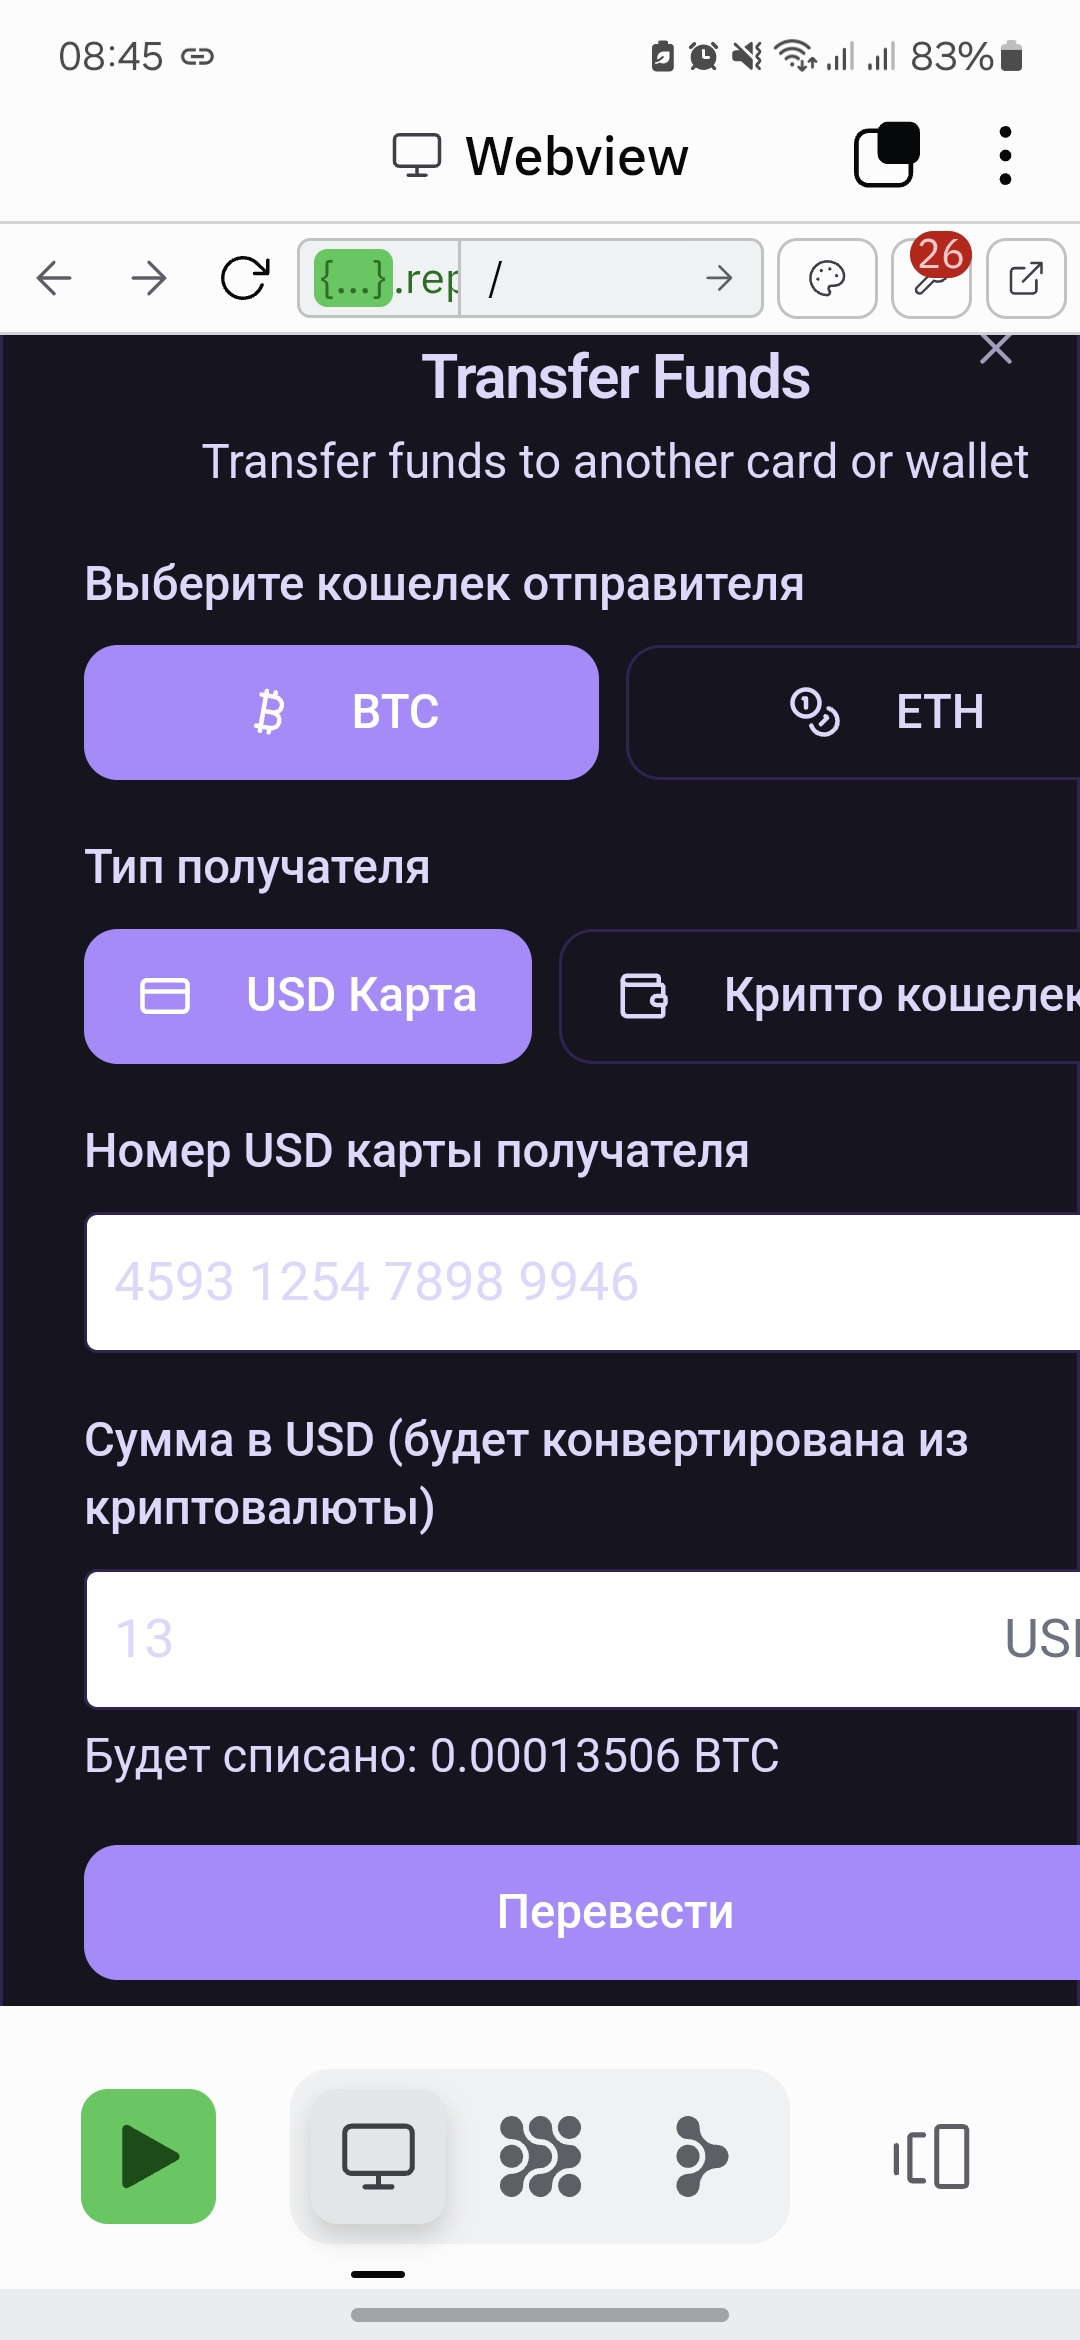 08:45
83%
Webview
{...}.rep /
26
Transfer Funds
Transfer funds to another card or wallet
Выберите кошелек отправителя
BTC ETH
Тип получателя
USD Карта Крипто кошелек
Номер USD карты получателя
4593 1254 7898 9946
Сумма в USD (будет конвертирована из
криптовалюты)
13 USD
Будет списано: 0.00013506 BTC
Перевести